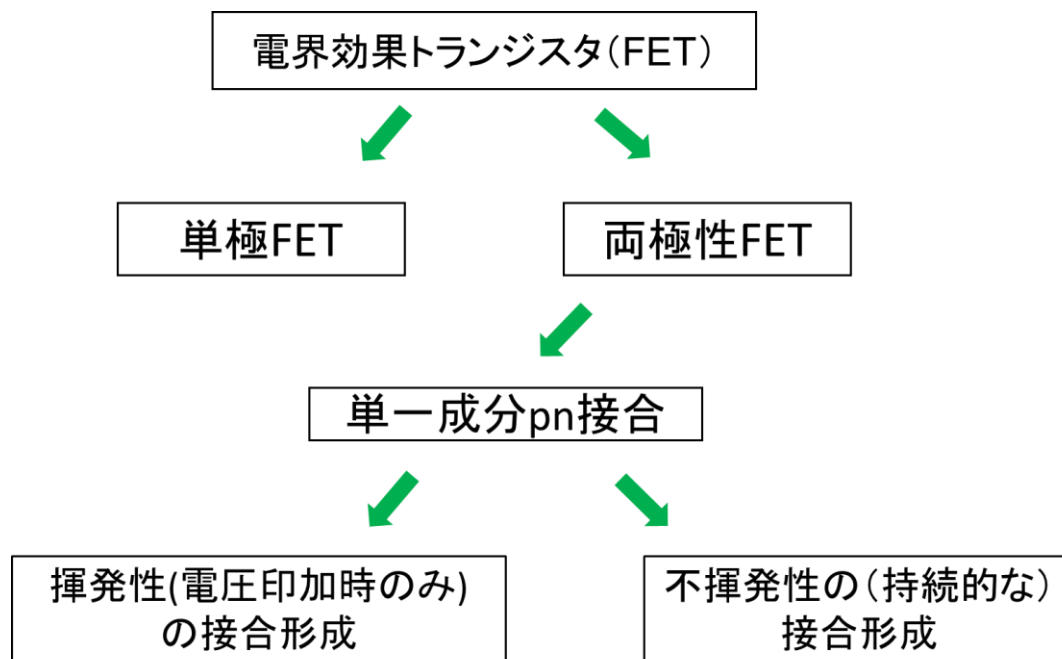 電界効果トランジスタ（FET）
単極FET
両極性FET
単一成分pn接合
揮発性(電圧印加時のみ)
の接合形成
不揮発性の（持続的な）
接合形成